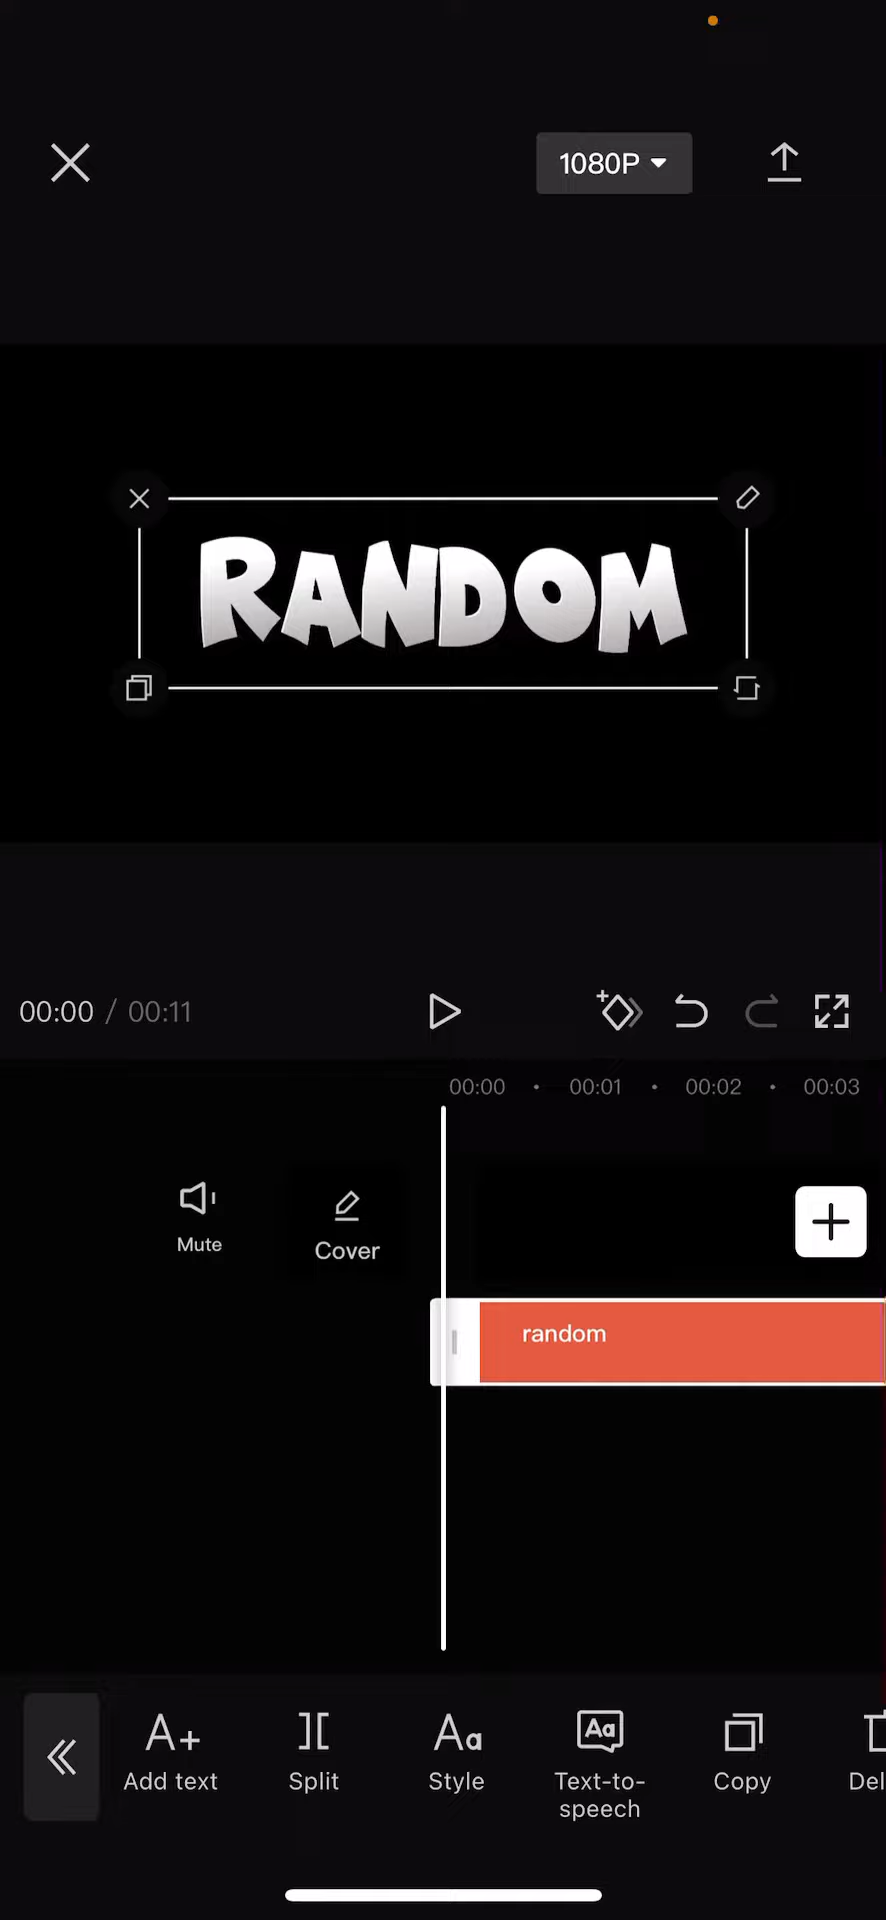 1080P
RANDOM
00:00 / 00:11
00:00 00:01 00:02 00:03
Mute
Cover
random
Add text
Split
Style
Aa
Text-to-
speech
Copy
Del